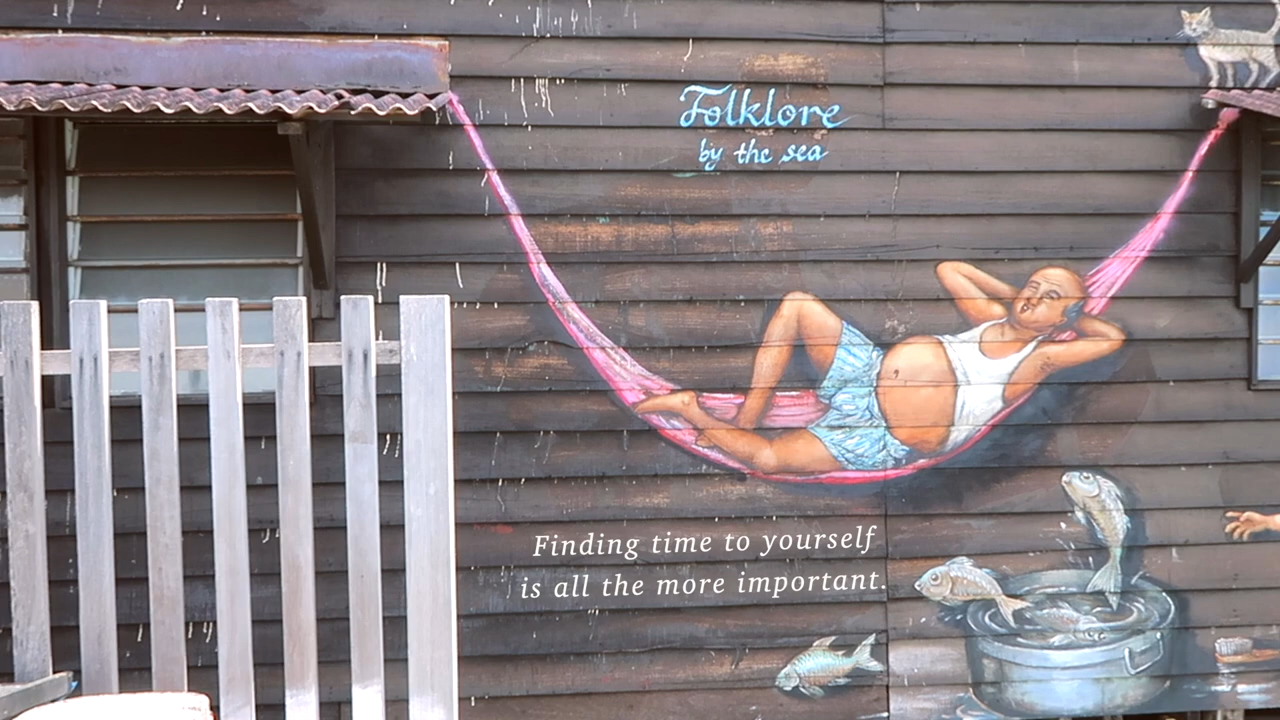 Folklore
by the sea
Finding time to yourself
is all the more important.